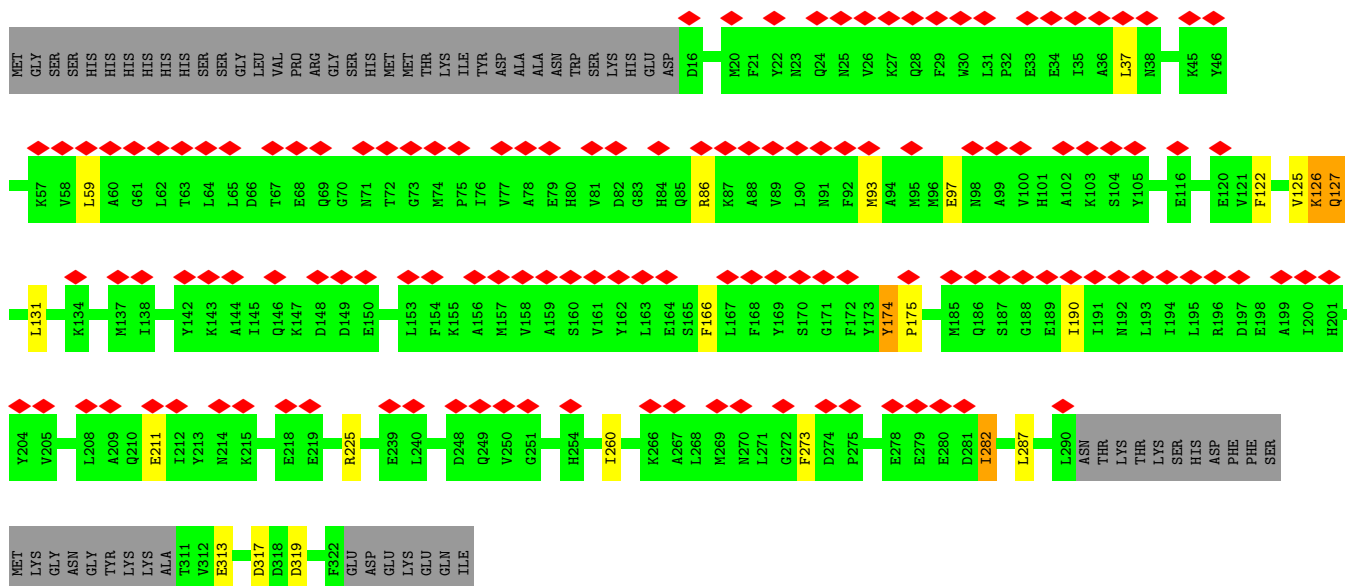 MET GLY SER SER HIS HIS HIS HIS HIS HIS SER SER GLY LEU VAL PRO ARG GLY SER HIS MET MET THR LYS ILE TYR ASP ALA ALA ASN TRP SER LYS HIS GLU ASP D16 M20 F21 Y22 N23 Q24 N25 V26 K27 Q28 F29 W30 L31 P32 E33 E34 I35 A36 L37 N38 K45 Y46
K57 V58 L59 A60 G61 L62 T63 L64 L65 D66 T67 E68 Q69 G70 N71 T72 G73 M74 P75 I76 V77 A78 E79 H80 V81 D82 G83 H84 Q85 R86 K87 A88 V89 L90 N91 F92 M93 A94 M95 M96 E97 N98 A99 V100 H101 A102 K103 S104 Y105 E116 E120 V121 F122 V125 K126 Q127
L131 K134 M137 I138 Y142 K143 A144 I145 Q146 K147 D148 D149 E150 L153 F154 K155 A156 M157 V158 A159 S160 V161 Y162 L163 E164 S165 F166 L167 F168 Y169 S170 G171 F172 Y173 Y174 P175 M185 Q186 S187 G188 E189 I190 I191 N192 L193 I194 L195 R196 D197 E198 A199 I200 H201
Y204 V205 L208 A209 Q210 E211 I212 Y213 N214 K215 E218 E219 R225 E239 L240 D248 Q249 V250 G251 H254 I260 K266 A267 L268 M269 N270 L271 G272 F273 D274 P275 E278 E279 E280 D281 I282 L287 L290 ASN THR LYS THR LYS SER HIS ASP PHE PHE SER
MET LYS GLY ASN GLY TYR LYS LYS ALA T311 V312 E313 D317 D318 D319 F322 GLU ASP GLU LYS GLU GLN ILE